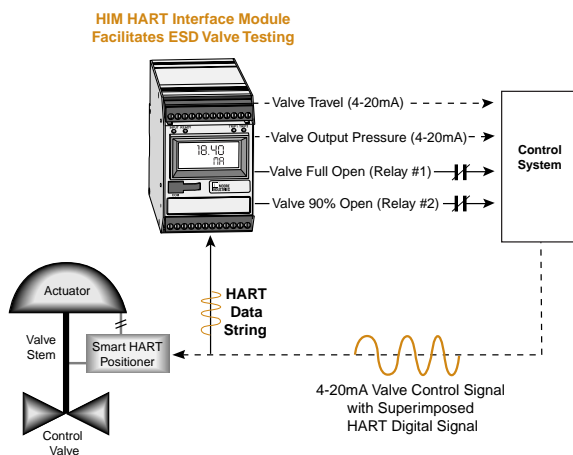 HIM HART Interface Module
Facilitates ESD Valve Testing
Valve Travel (4-20mA)
Valve Output Pressure (4-20mA)
Valve Full Open (Relay #1)
Valve 90% Open (Relay #2)
Control
System
18.40
MA
HART
Data
String
Actuator
Valve
Stem
Smart HART
Positioner
Control
Valve
4-20mA Valve Control Signal
with Superimposed
HART Digital Signal